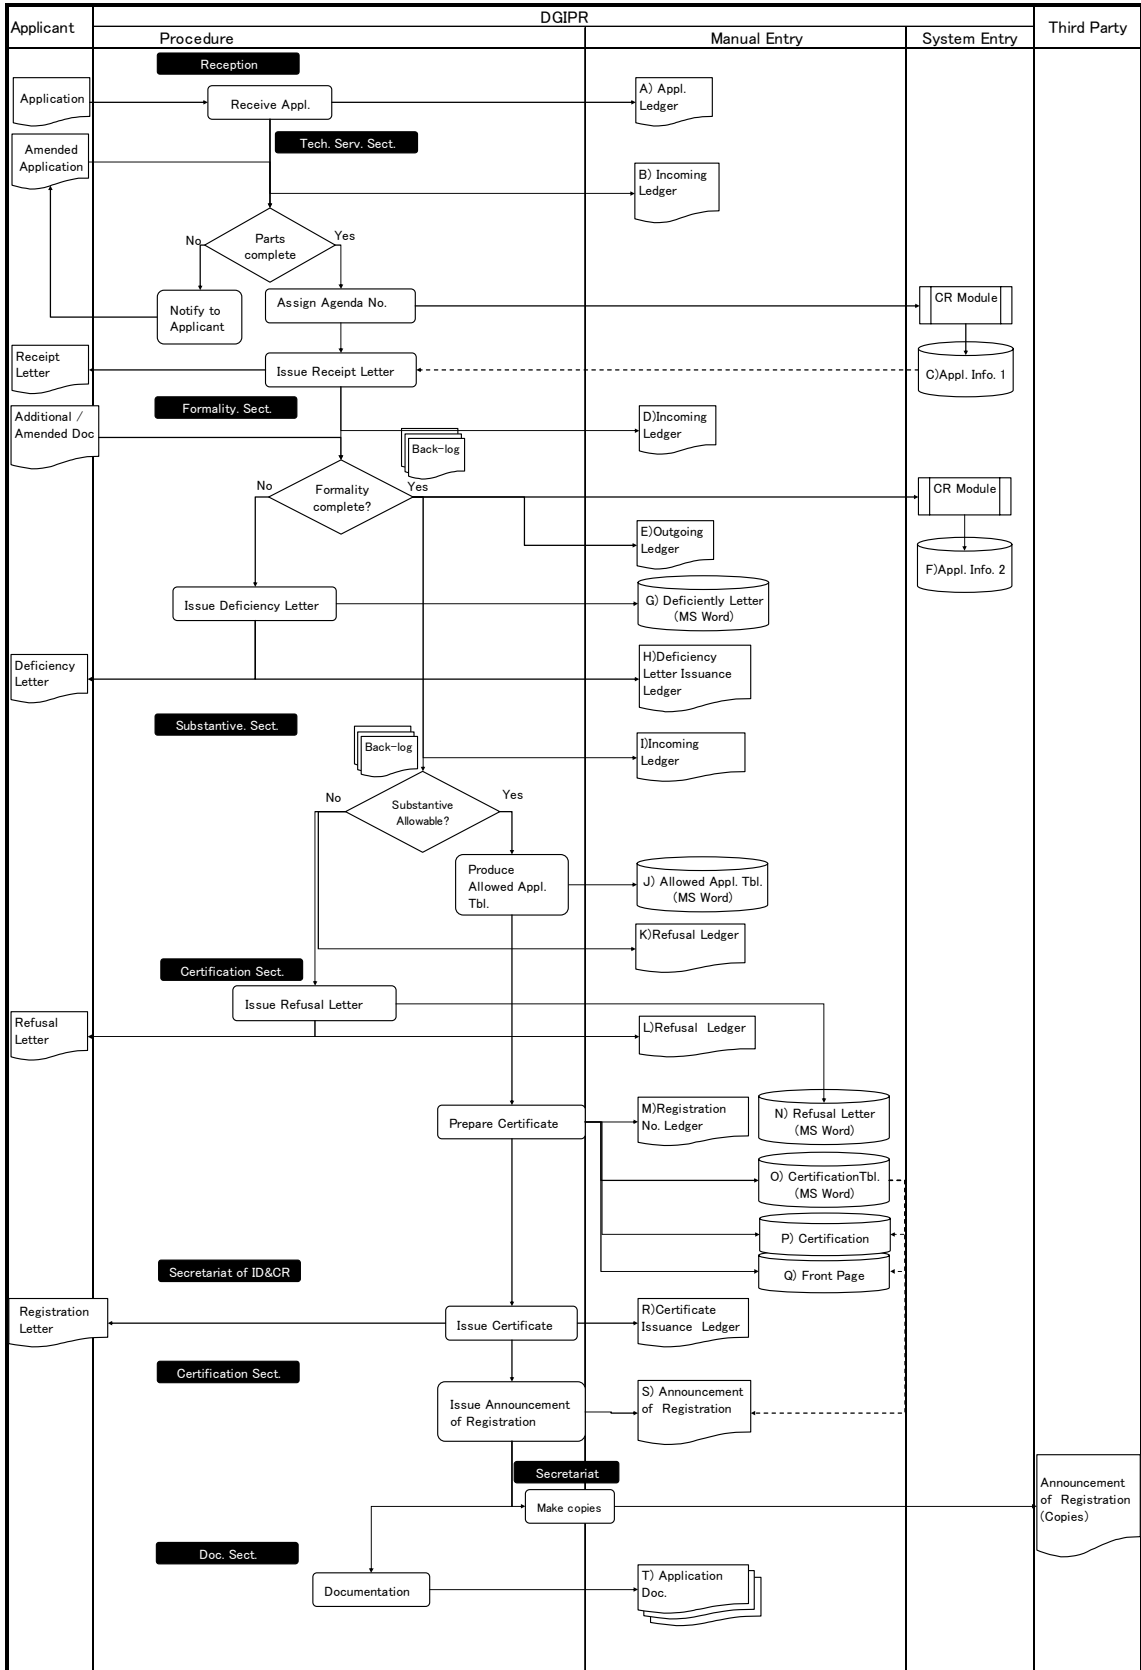 Applicant
DGIPR
Third Party
Procedure
Manual Entry
System Entry
Reception
Application
Receive Appl.
A) Appl.
Ledger
Tech. Serv. Sect.
Amended
Application
B) Incoming
Ledger
No
Parts
complete
Yes
Notify to
Applicant
Assign Agenda No.
CR Module
Receipt
Letter
Issue Receipt Letter
C)Appl. Info. 1
Formality. Sect.
Additional /
Amended Doc
D)Incoming
Ledger
Back-log
No
Formality
complete?
Yes
CR Module
E)Outgoing
Ledger
F)Appl. Info. 2
Issue Deficiency Letter
G) Deficiently Letter
(MS Word)
Deficiency
Letter
H)Deficiency
Letter Issuance
Ledger
Substantive. Sect.
Back-log
I)Incoming
Ledger
No
Substantive
Allowable?
Yes
Produce
Allowed Appl.
Tbl.
J) Allowed Appl. Tbl.
(MS Word)
K)Refusal Ledger
Certification Sect.
Issue Refusal Letter
Refusal
Letter
L)Refusal Ledger
Prepare Certificate
M)Registration
No. Ledger
N) Refusal Letter
(MS Word)
O) CertificationTbl.
(MS Word)
P) Certification
Q) Front Page
Secretariat of ID&CR
Registration
Letter
Issue Certificate
R)Certificate
Issuance Ledger
Certification Sect.
Issue Announcement
of Registration
S) Announcement
of Registration
Secretariat
Make copies
Announcement
of Registration
(Copies)
Doc. Sect.
Documentation
T) Application
Doc.